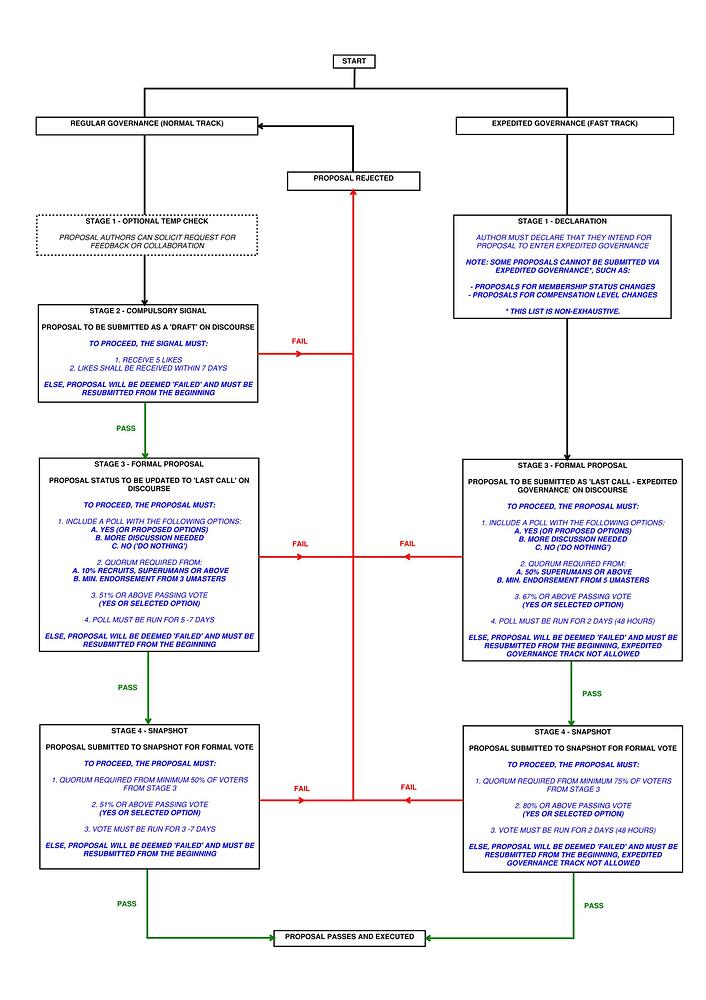 START
REGULAR GOVERNANCE (NORMAL TRACK)
EXPEDITED GOVERNANCE (FAST TRACK)
PROPOSAL REJECTED
STAGE 1 - OPTIONAL TEMP CHECK
PROPOSAL AUTHORS CAN SOLICIT REQUEST FOR
FEEDBACK OR COLLABORATION
STAGE 1 - DECLARATION
AUTHOR MUST DECLARE THAT THEY INTEND FOR
PROPOSAL TO ENTER EXPEDITED GOVERNANCE
NOTE: SOME PROPOSALS CANNOT BE SUBMITTED VIA
EXPEDITED GOVERNANCE*, SUCH AS:
- PROPOSALS FOR MEMBERSHIP STATUS CHANGES
- PROPOSALS FOR COMPENSATION LEVEL CHANGES
* THIS LIST IS NON-EXHAUSTIVE.
STAGE 2 - COMPULSORY SIGNAL
PROPOSAL TO BE SUBMITTED AS A 'DRAFT' ON DISCOURSE
TO PROCEED, THE SIGNAL MUST:
1. RECEIVE 5 LIKES
2. LIKES SHALL BE RECEIVED WITHIN 7 DAYS
ELSE, PROPOSAL WILL BE DEEMED 'FAILED' AND MUST BE
RESUBMITTED FROM THE BEGINNING
FAIL
PASS
STAGE 3 - FORMAL PROPOSAL
PROPOSAL STATUS TO BE UPDATED TO 'LAST CALL' ON
DISCOURSE
TO PROCEED, THE PROPOSAL MUST:
1. INCLUDE A POLL WITH THE FOLLOWING OPTIONS:
A. YES (OR PROPOSED OPTIONS)
B. MORE DISCUSSION NEEDED
C. NO ('DO NOTHING')
2. QUORUM REQUIRED FROM:
A. 10% RECRUITS, SUPERUMANS OR ABOVE
B. MIN. ENDORSEMENT FROM 3 UMASTERS
3. 51% OR ABOVE PASSING VOTE
(YES OR SELECTED OPTION)
4. POLL MUST BE RUN FOR 5 -7 DAYS
ELSE, PROPOSAL WILL BE DEEMED 'FAILED' AND MUST BE
RESUBMITTED FROM THE BEGINNING
FAIL
FAIL
STAGE 3 - FORMAL PROPOSAL
PROPOSAL TO BE SUBMITTED AS 'LAST CALL - EXPEDITED
GOVERNANCE' ON DISCOURSE
TO PROCEED, THE PROPOSAL MUST:
1. INCLUDE A POLL WITH THE FOLLOWING OPTIONS:
A. YES (OR PROPOSED OPTIONS)
B. MORE DISCUSSION NEEDED
C. NO ('DO NOTHING')
2. QUORUM REQUIRED FROM:
A. 50% SUPERUMANS OR ABOVE
B. MIN. ENDORSEMENT FROM 5 UMASTERS
3. 67% OR ABOVE PASSING VOTE
(YES OR SELECTED OPTION)
4. POLL MUST BE RUN FOR 2 DAYS (48 HOURS)
ELSE, PROPOSAL WILL BE DEEMED 'FAILED' AND MUST BE
RESUBMITTED FROM THE BEGINNING, EXPEDITED
GOVERNANCE TRACK NOT ALLOWED
PASS
PASS
STAGE 4 - SNAPSHOT
PROPOSAL SUBMITTED TO SNAPSHOT FOR FORMAL VOTE
TO PROCEED, THE PROPOSAL MUST:
1. QUORUM REQUIRED FROM MINIMUM 50% OF VOTERS
FROM STAGE 3
2. 51% OR ABOVE PASSING VOTE
(YES OR SELECTED OPTION)
3. VOTE MUST BE RUN FOR 3 -7 DAYS
ELSE, PROPOSAL WILL BE DEEMED 'FAILED' AND MUST BE
RESUBMITTED FROM THE BEGINNING
FAIL
FAIL
STAGE 4 - SNAPSHOT
PROPOSAL SUBMITTED TO SNAPSHOT FOR FORMAL VOTE
TO PROCEED, THE PROPOSAL MUST:
1. QUORUM REQUIRED FROM MINIMUM 75% OF VOTERS
FROM STAGE 3
2. 80% OR ABOVE PASSING VOTE
(YES OR SELECTED OPTION)
3. VOTE MUST BE RUN FOR 2 DAYS (48 HOURS)
ELSE, PROPOSAL WILL BE DEEMED 'FAILED' AND MUST BE
RESUBMITTED FROM THE BEGINNING, EXPEDITED
GOVERNANCE TRACK NOT ALLOWED
PASS
PASS
PROPOSAL PASSES AND EXECUTED